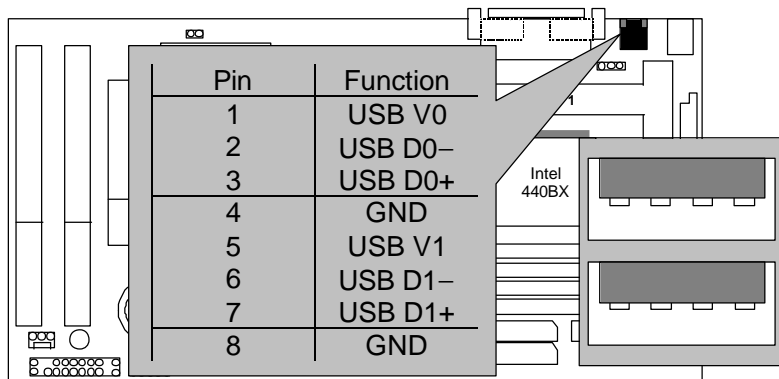 Pin Function
1 USB V0
2 USB D0−
3 USB D0+
4 GND
5 USB V1
6 USB D1−
7 USB D1+
8 GND
1
Intel
440BX